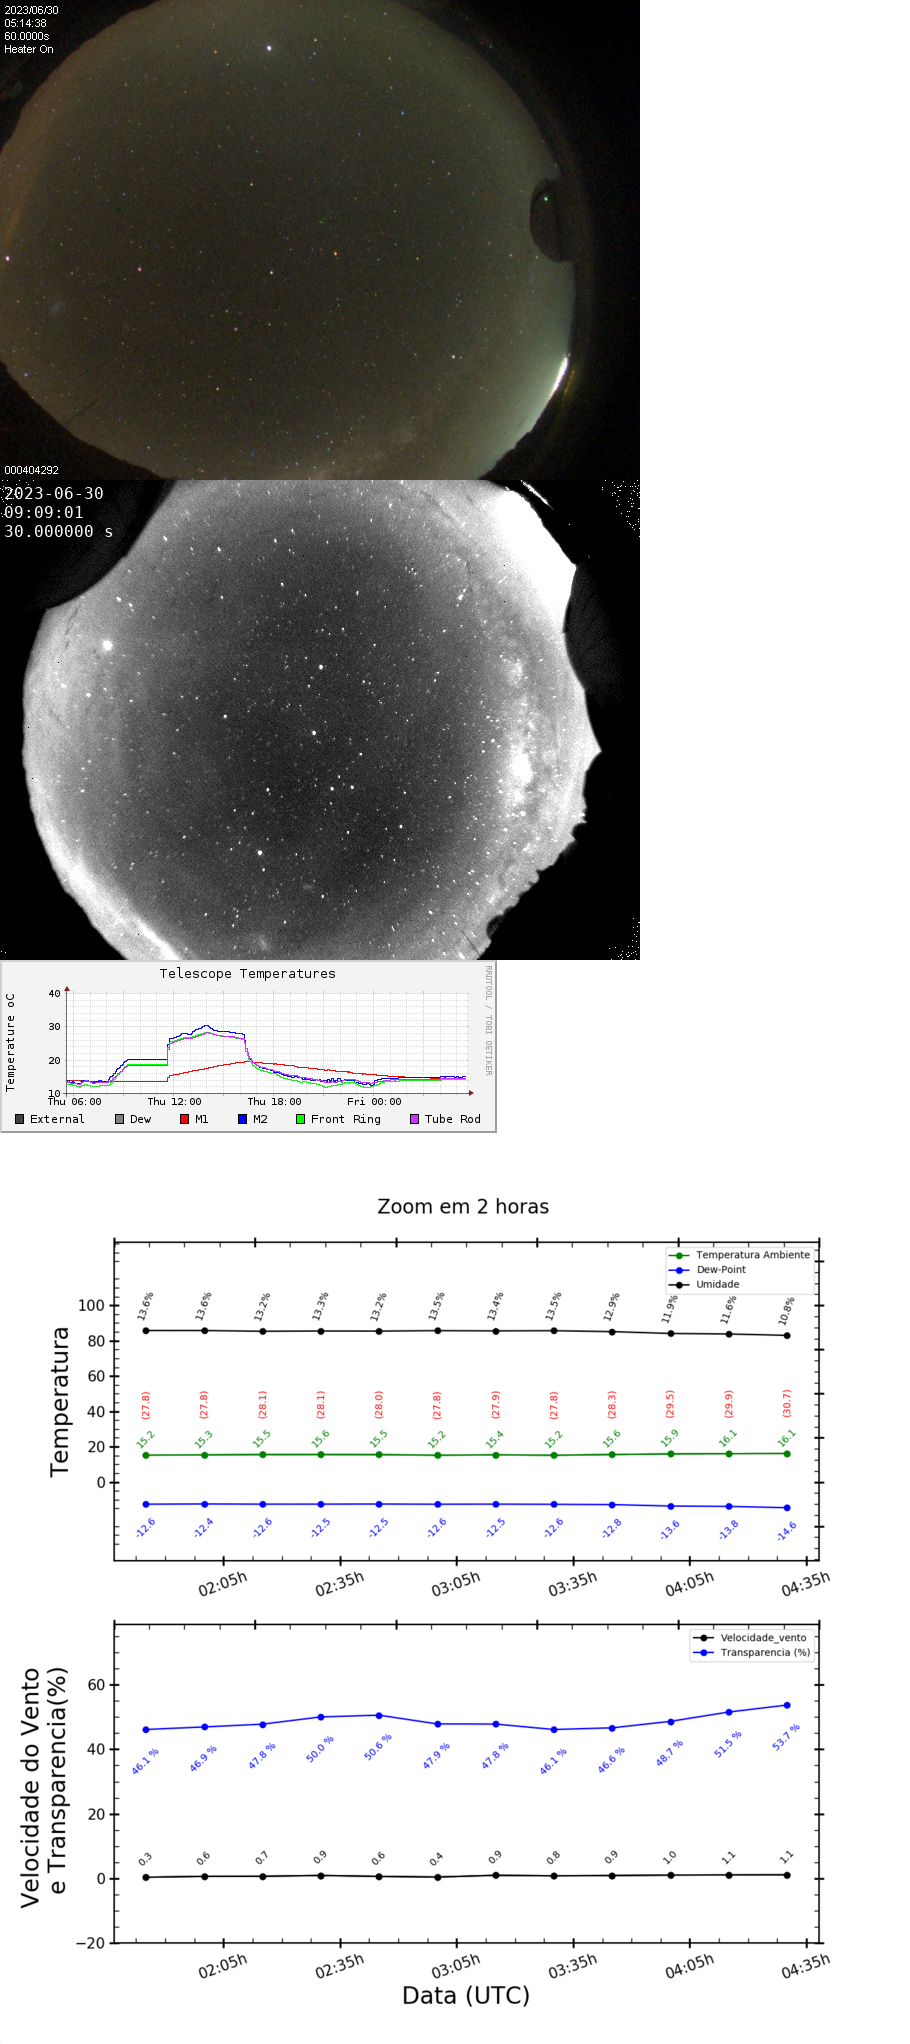 2023/06/30
05:14:38
60.0000s
Heater On
000404292
2023-06-30
09:09:01
30.000000 s
Telescope Temperatures
RRDTOOL / TOBI OETIKER
Temperature oC
40
30
20
10
Thu 06:00 Thu 12:00 Thu 18:00 Fri 00:00
External Dew M1 M2 Front Ring Tube Rod
Zoom em 2 horas
Temperatura Ambiente
Dew-Point
Umidade
Temperatura
100
80
60
40
20
0
13.6% 13.6% 13.2% 13.3% 13.2% 13.5% 13.4% 13.5% 12.9% 11.9% 11.6% 10.8%
(27.8) (27.8) (28.1) (28.1) (28.0) (27.8) (27.9) (27.8) (28.3) (29.5) (29.9) (30.7)
15.2 15.3 15.5 15.6 15.5 15.2 15.4 15.2 15.6 15.9 16.1 16.1
-12.6 -12.4 -12.6 -12.5 -12.5 -12.6 -12.5 -12.6 -12.8 -13.6 -13.8 -14.6
02:05h 02:35h 03:05h 03:35h 04:05h 04:35h
Velocidade_vento
Transparencia (%)
Velocidade do Vento
e Transparencia(%)
60
40
20
0
−20
46.1 % 46.9 % 47.8 % 50.0 % 50.6 % 47.9 % 47.8 % 46.1 % 46.6 % 48.7 % 51.5 % 53.7 %
0.3 0.6 0.7 0.9 0.6 0.4 0.9 0.8 0.9 1.0 1.1 1.1
02:05h 02:35h 03:05h 03:35h 04:05h 04:35h
Data (UTC)